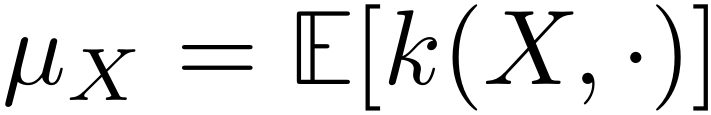 μ_X = 𝔼[k(X, ·)]